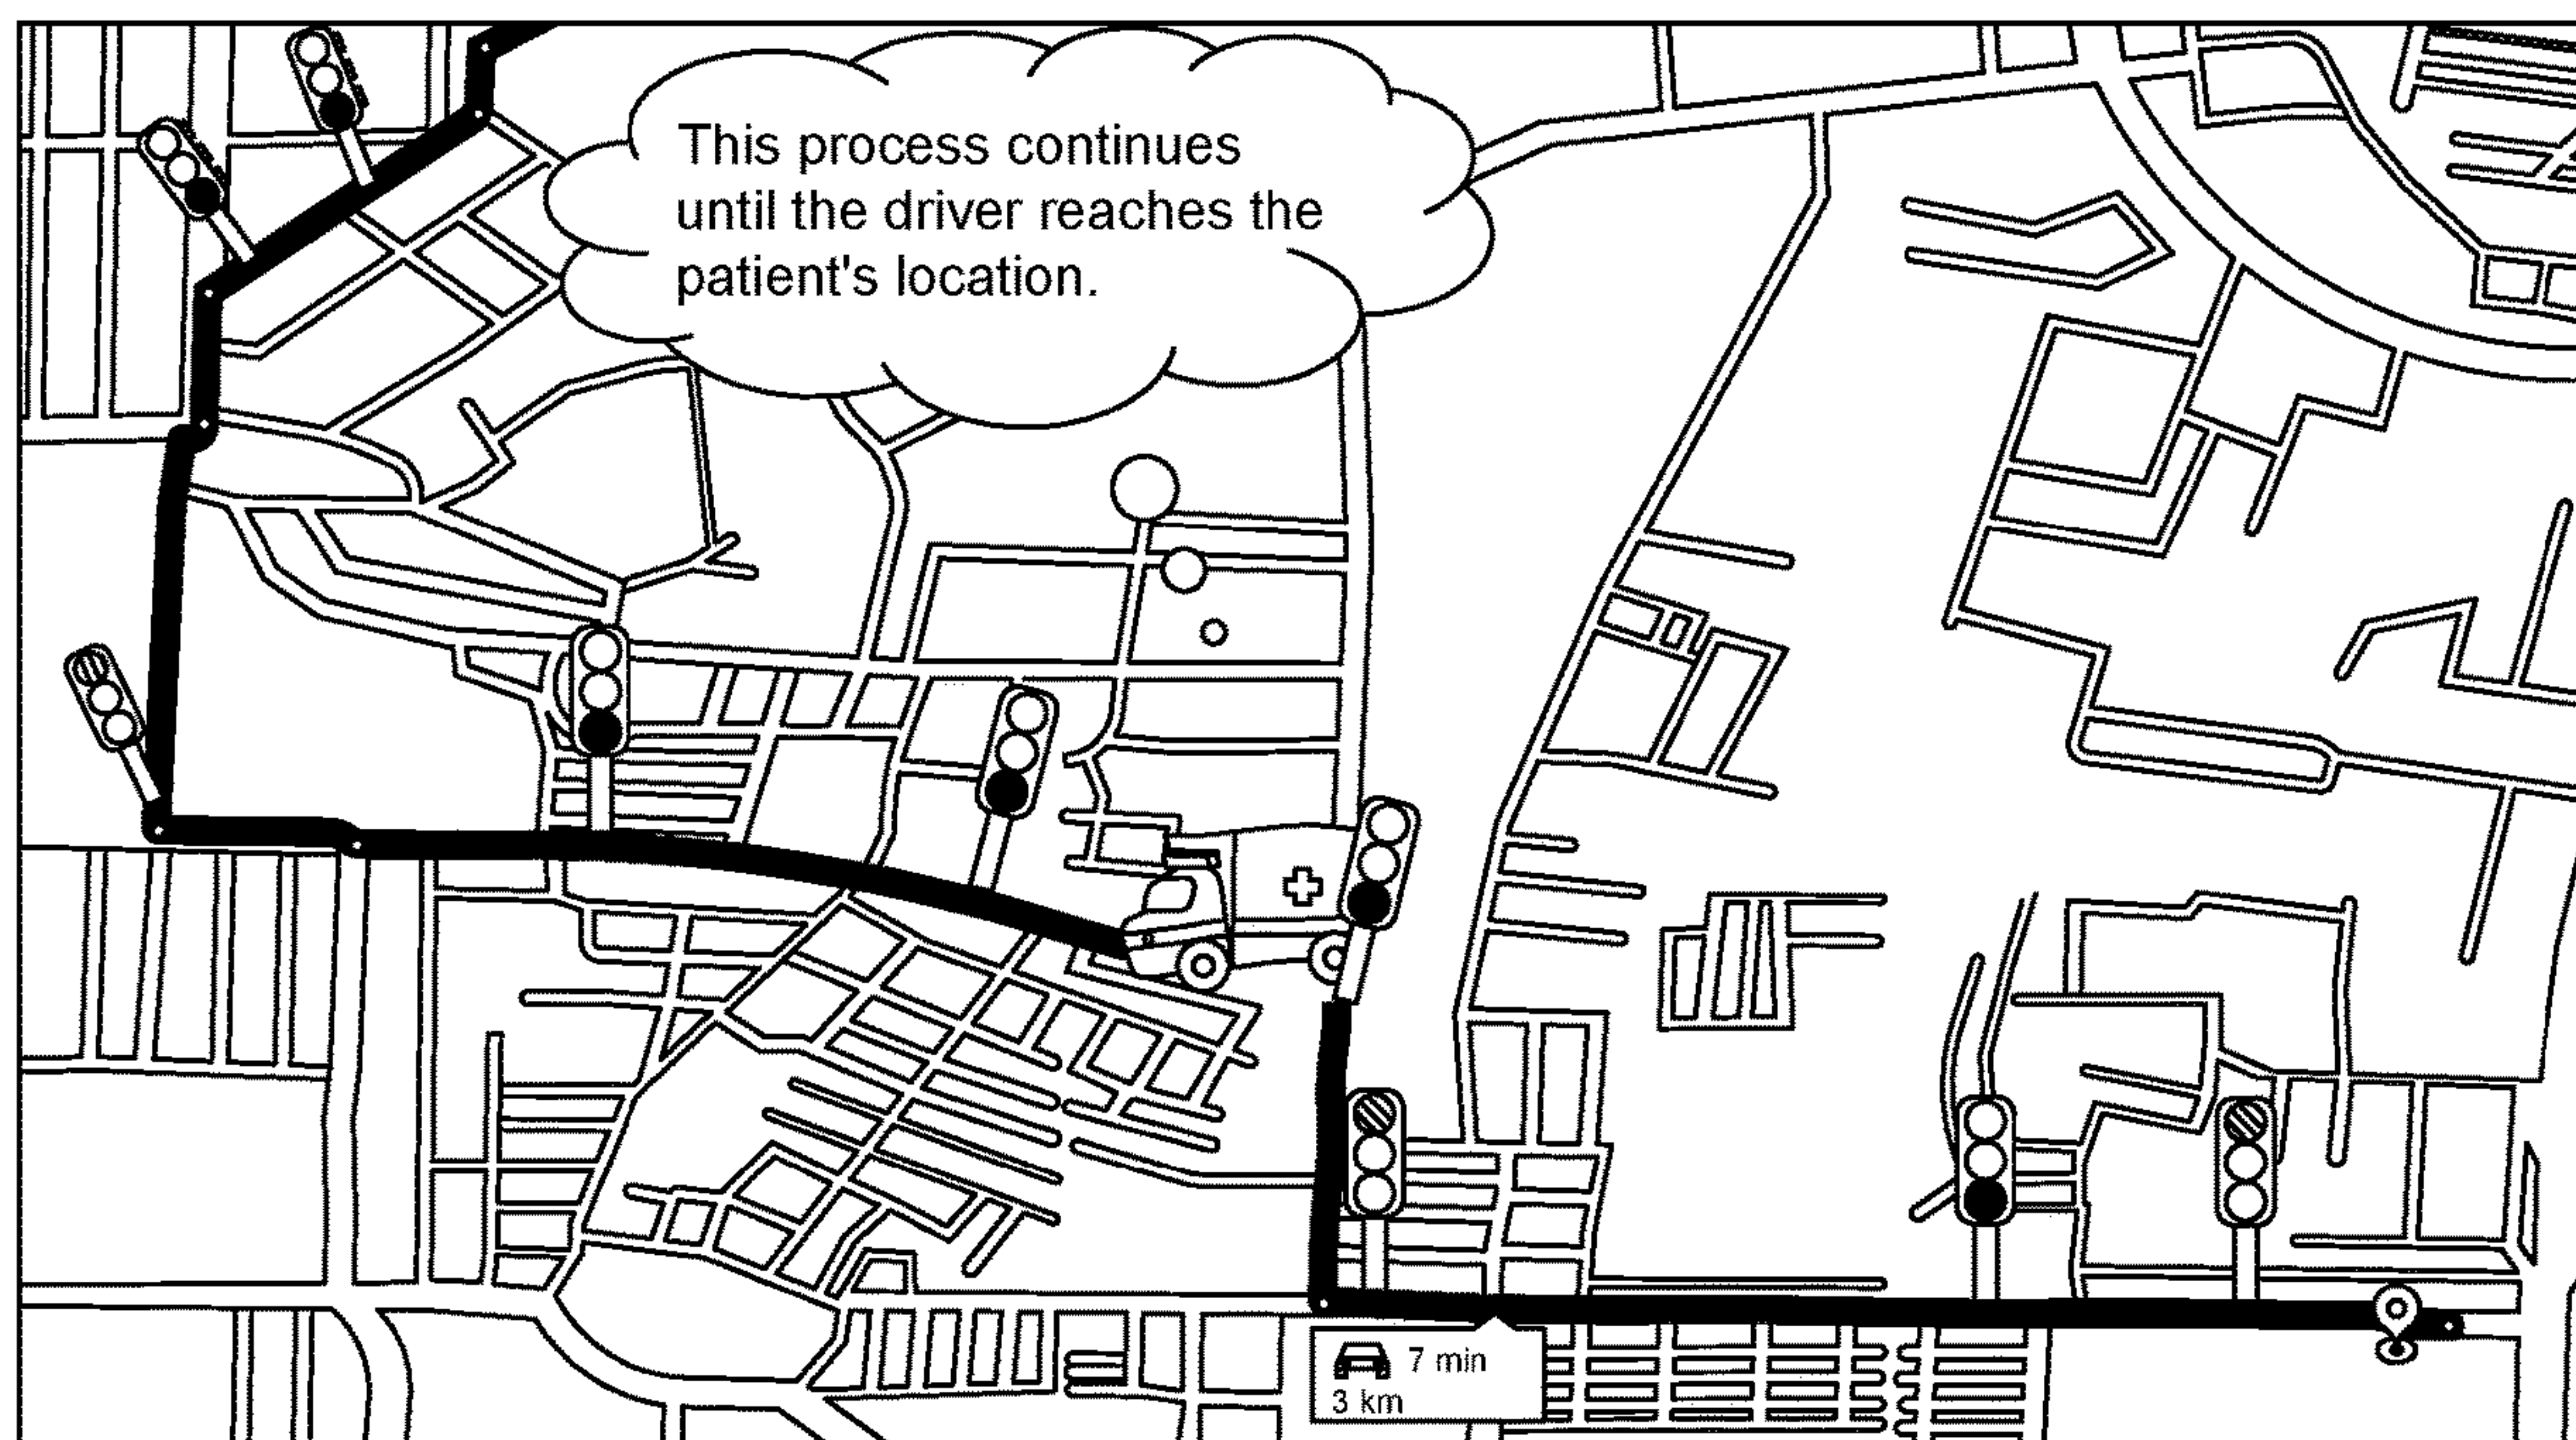 This process continues
until the driver reaches the
patient's location.
7 min
3 km